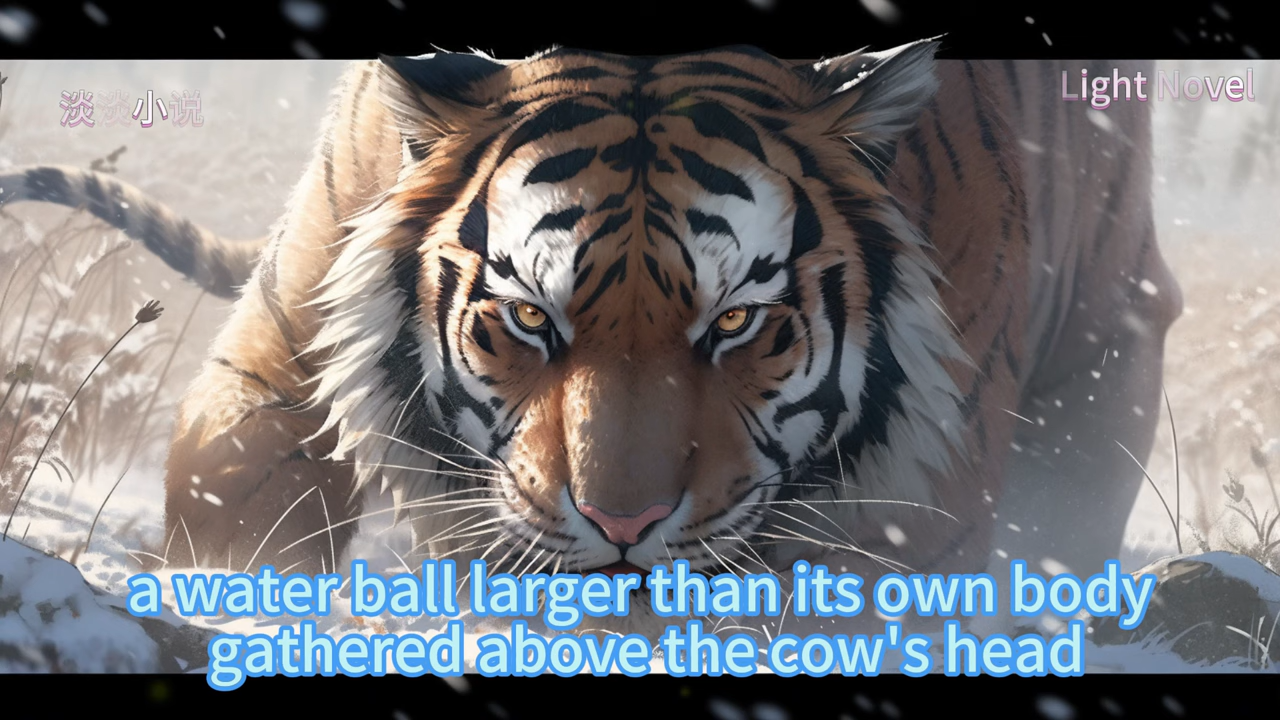 淡淡小说
Light Novel
a water ball larger than its own body
gathered above the cow's head